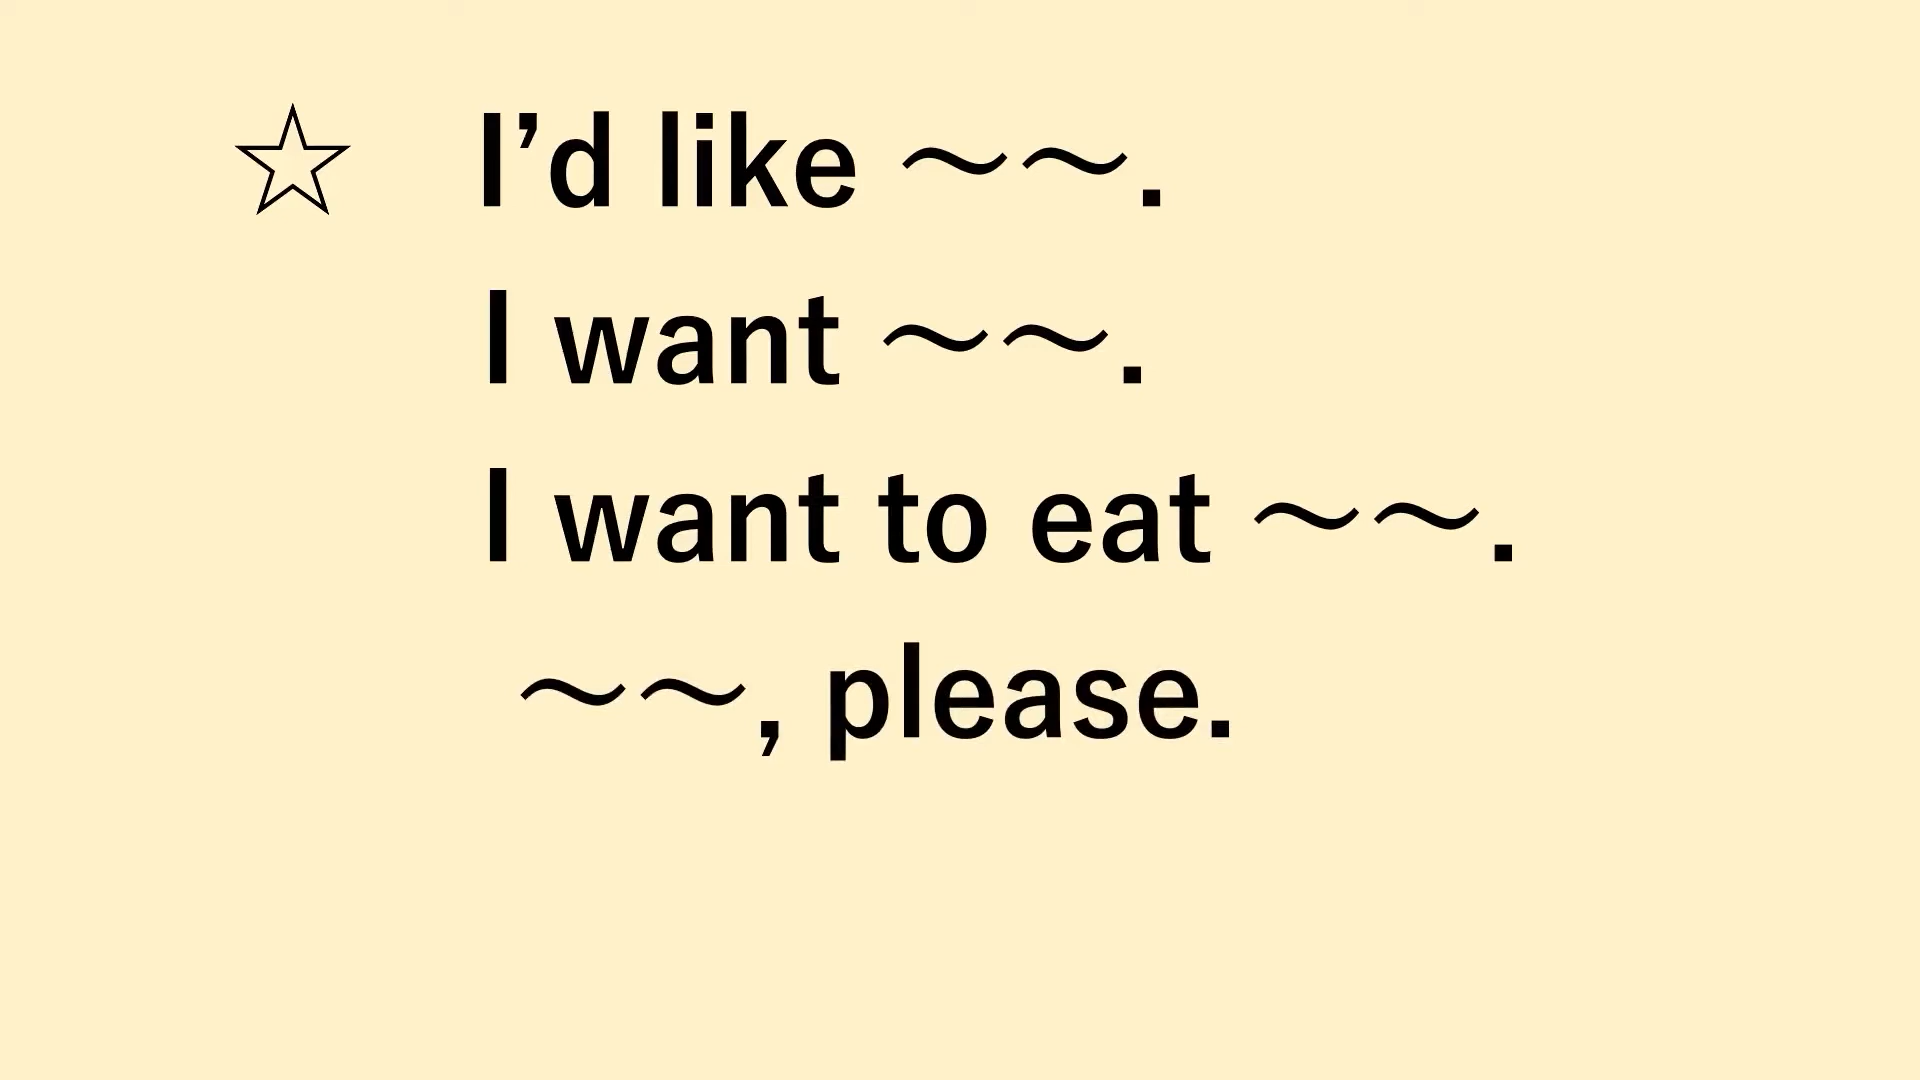 ☆ I’d like ～～.
I want ～～.
I want to eat ～～.
～～, please.